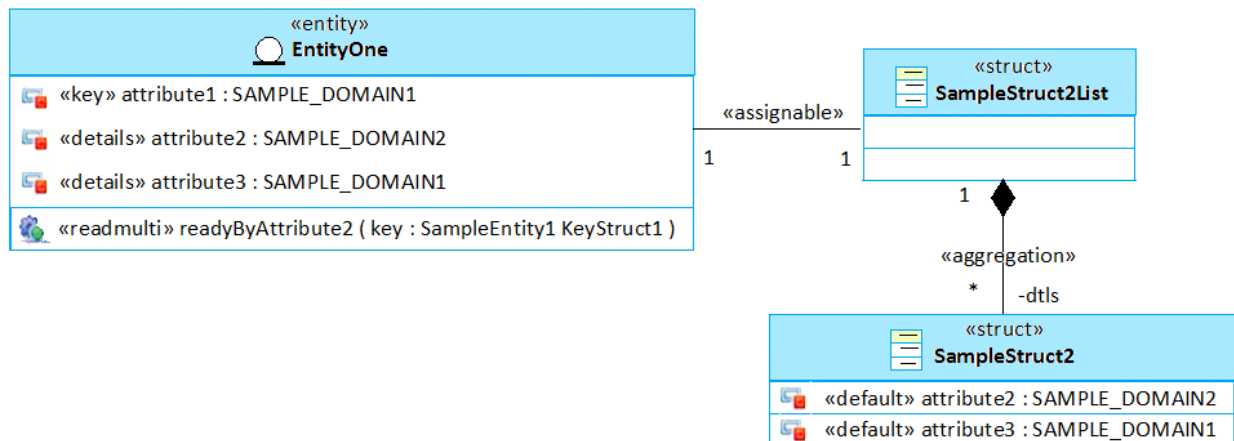 «entity»
EntityOne
«key» attribute1 : SAMPLE_DOMAIN1
«details» attribute2 : SAMPLE_DOMAIN2
«details» attribute3 : SAMPLE_DOMAIN1
«readmulti» readyByAttribute2 ( key : SampleEntity1 KeyStruct1 )
«assignable»
1
1
«struct»
SampleStruct2List
1
«aggregation»
*
-dtls
«struct»
SampleStruct2
«default» attribute2 : SAMPLE_DOMAIN2
«default» attribute3 : SAMPLE_DOMAIN1